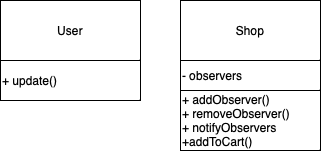 User
+ update()
Shop
- observers
+ addObserver()
+ removeObserver()
+ notifyObservers
+addToCart()